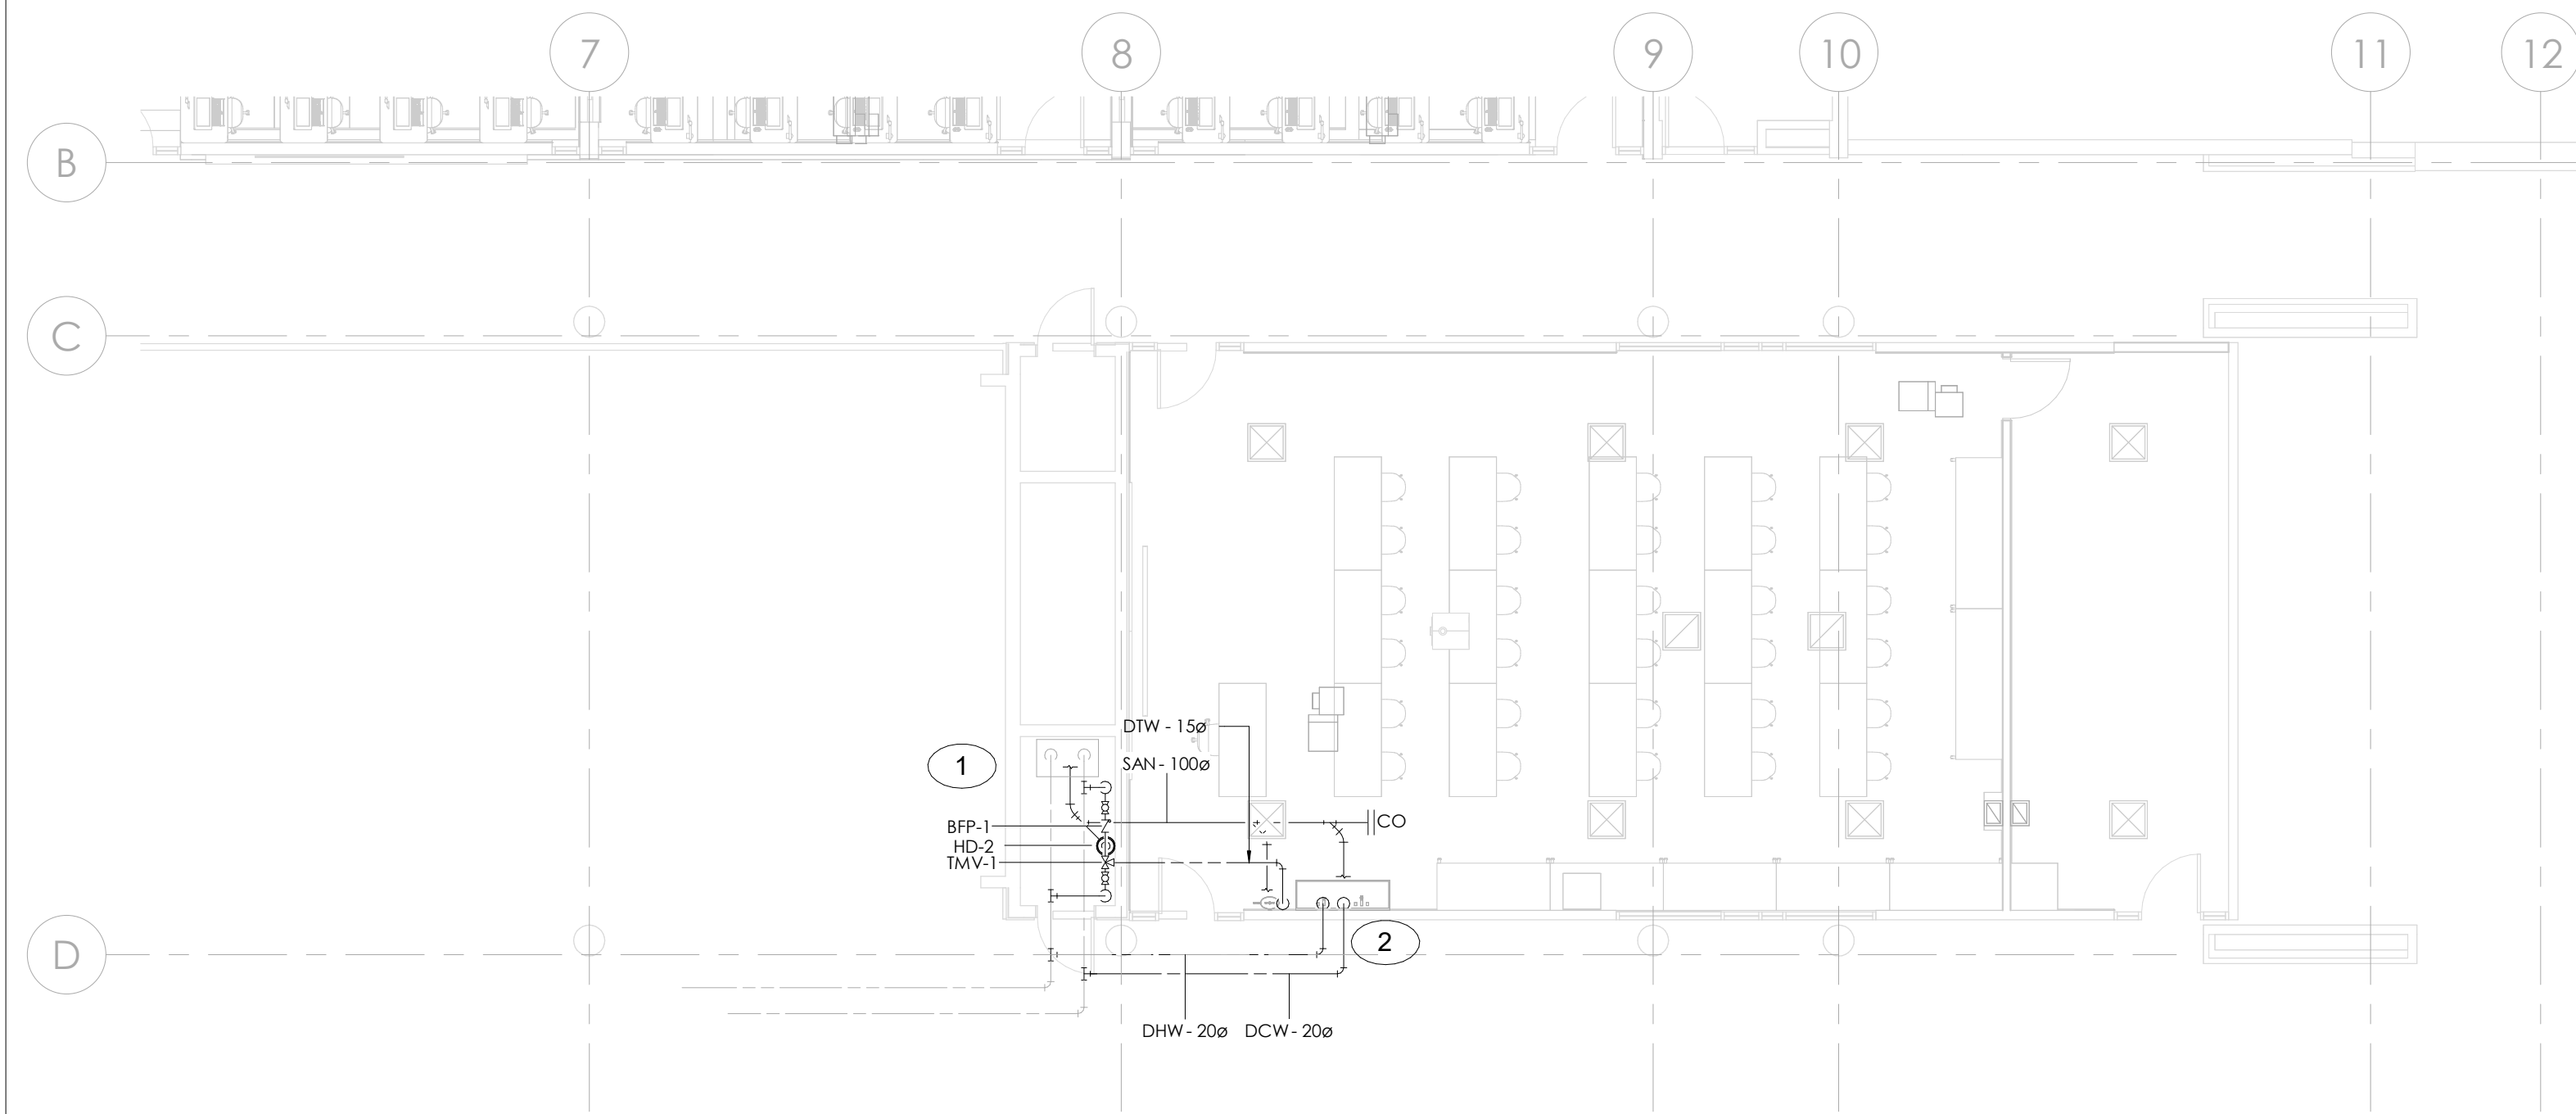 7
8
9
10
11
12
B
C
DTW - 15ø
SAN - 100ø
1
BFP-1
CO
HD-2
TMV-1
2
D
DHW - 20ø
DCW - 20ø